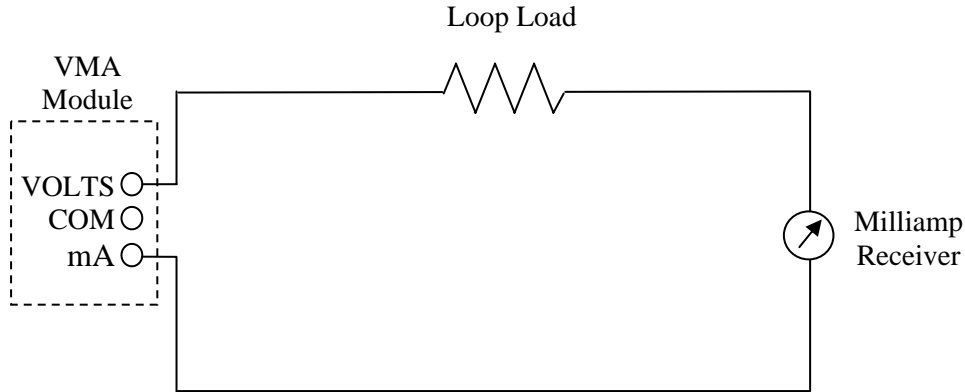 Loop Load
VMA
Module
VOLTS
COM
mA
Milliamp
Receiver